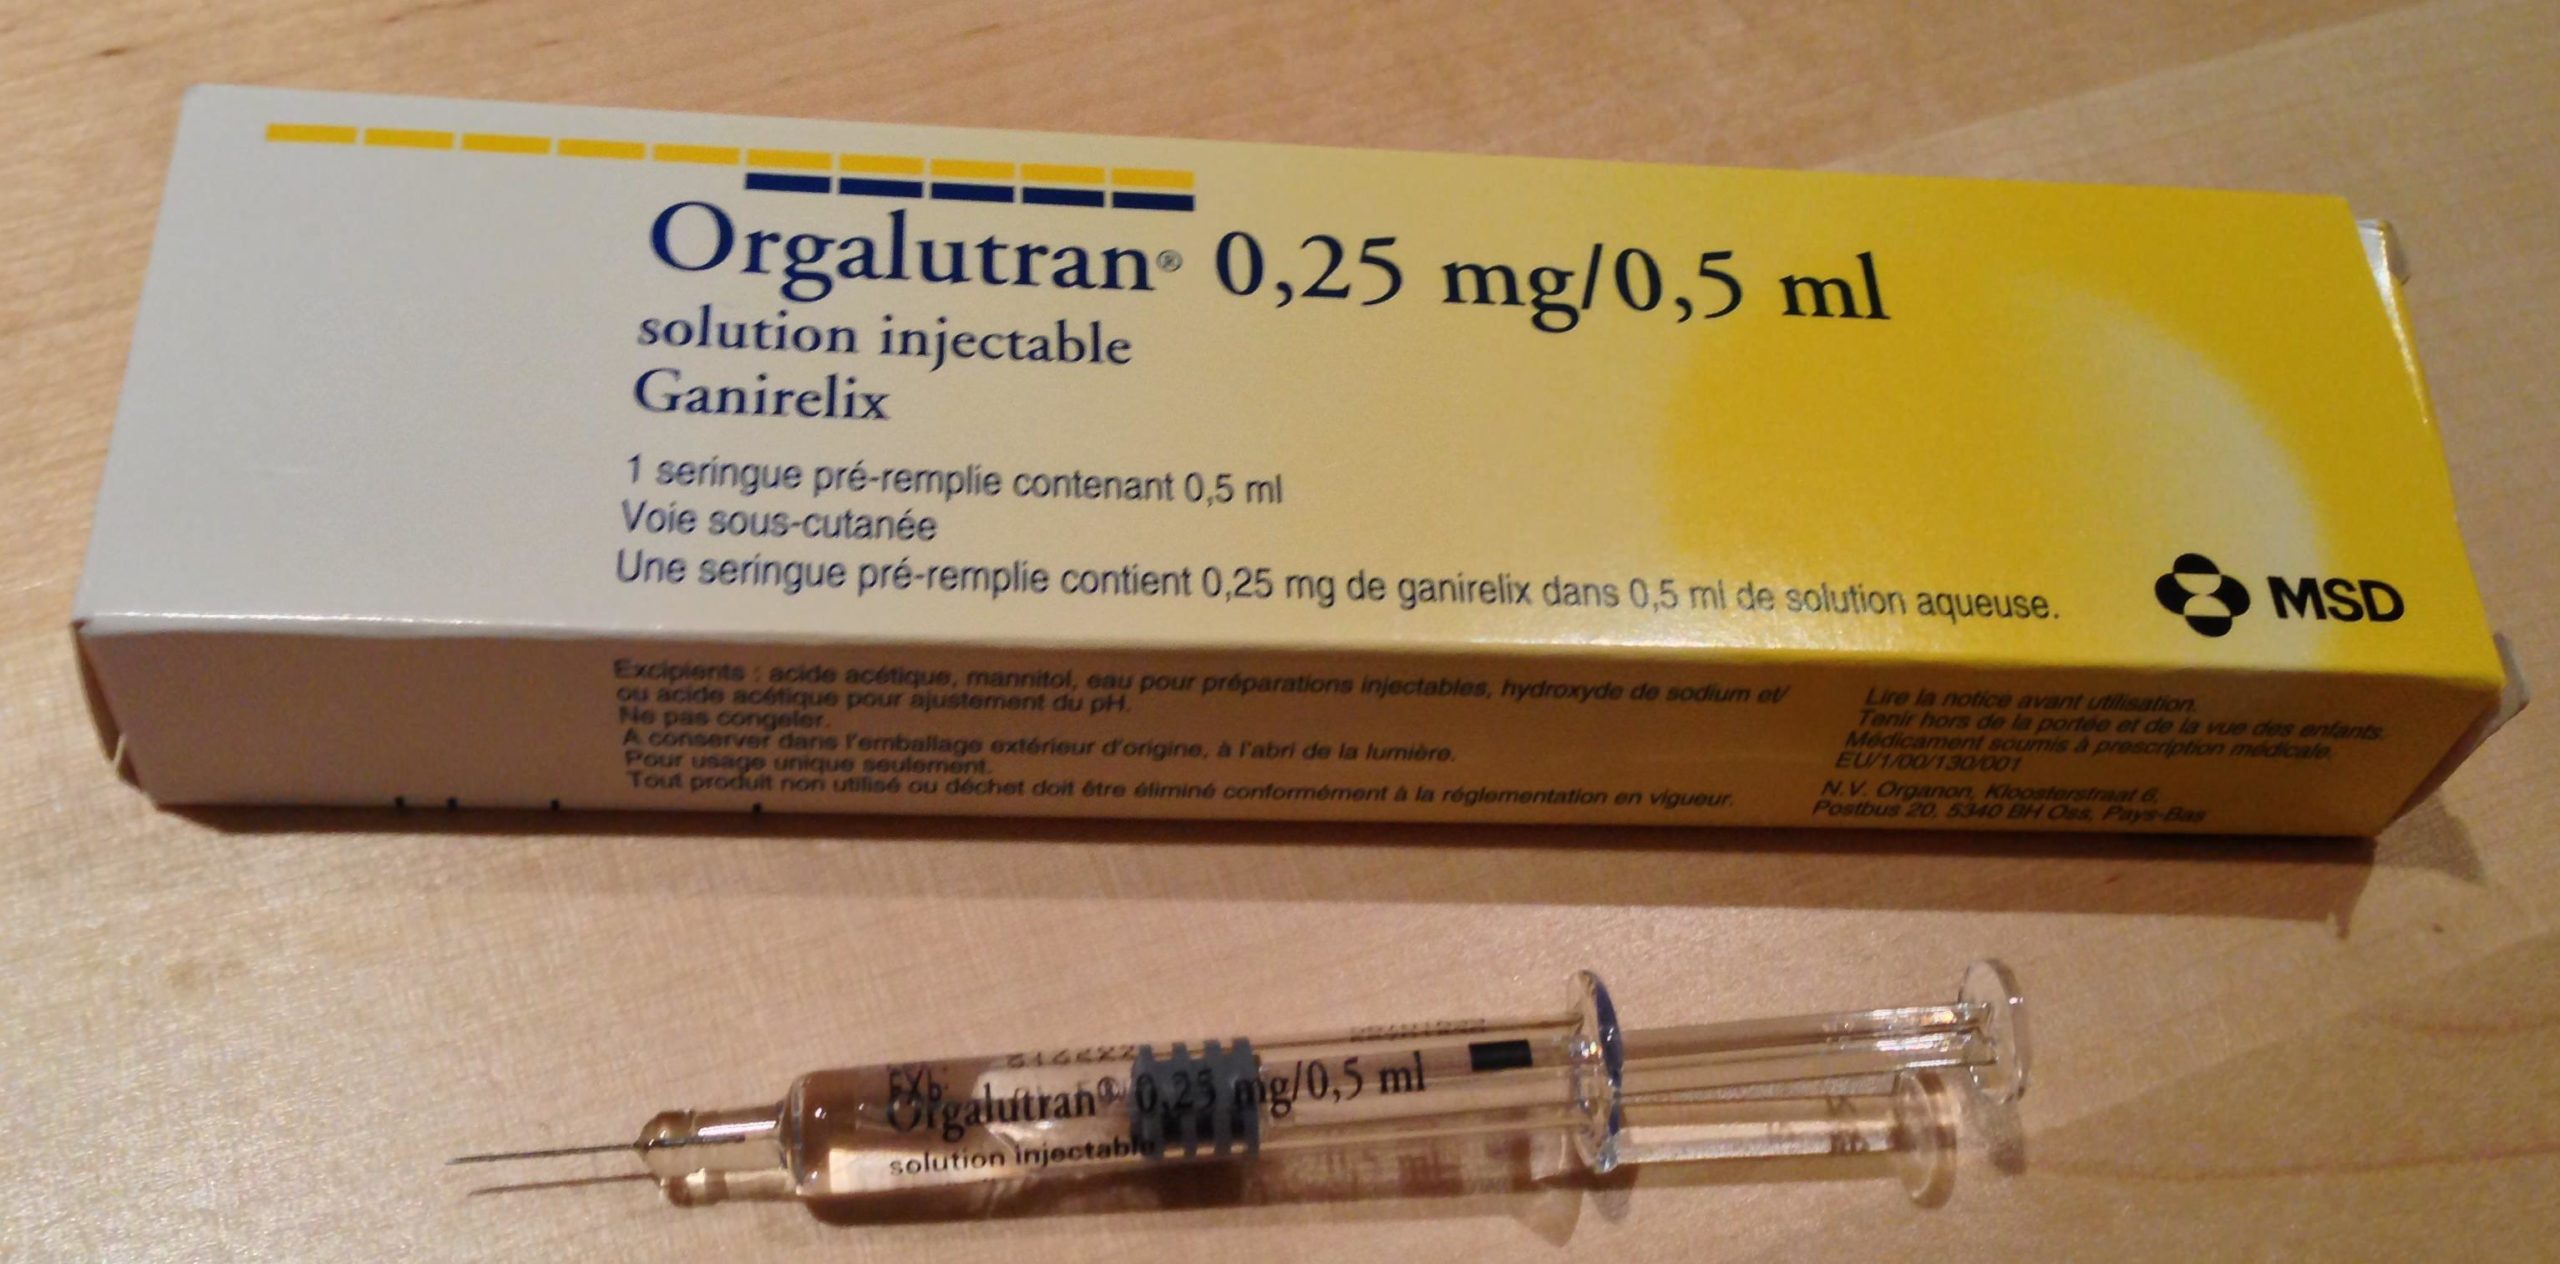 Orgalutran® 0,25 mg/0,5 ml
solution injectable
Ganirelix
1 seringue pré-remplie contenant 0,5 ml
Voie sous-cutanée
Une seringue pré-remplie contient 0,25 mg de ganirelix dans 0,5 ml de solution aqueuse.
MSD
Excipients : acide acétique, mannitol, eau pour préparations injectables, hydroxyde de sodium et/
ou acide acétique pour ajustement du pH.
Ne pas congeler.
A conserver dans l'emballage extérieur d'origine, à l'abri de la lumière.
Pour usage unique seulement.
Tout produit non utilisé ou déchet doit être éliminé conformément à la réglementation en vigueur.
Lire la notice avant utilisation.
Tenir hors de la portée et de la vue des enfants.
Médicament soumis à prescription médicale.
EU/1/00/130/001
N.V. Organon, Kloosterstraat 6,
Postbus 20, 5340 BH Oss, Pays-Bas
Orgalutran® 0,25 mg/0,5 ml
solution injectable